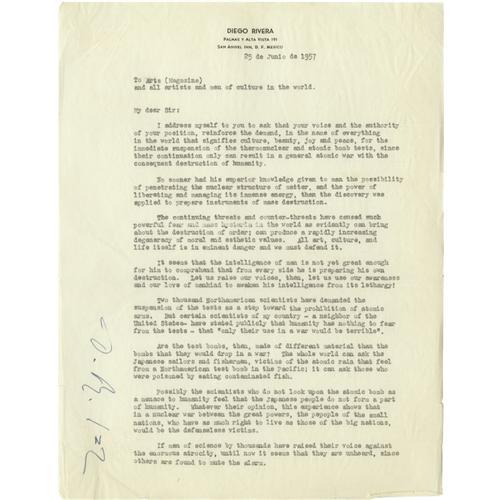 DIEGO RIVERA
PALMAS Y ALTA VISTA 191
SAN ANGEL INN, D. F. MEXICO
25 de Junio de 1957
To Arts (Magazine)
and all artists and men of culture in the world.
My dear Sir:
I address myself to you to ask that your voice and the authority
of your position, reinforce the demand, in the name of everything
in the world that signifies culture, beauty, joy and peace, for the
immediate suspension of the thermonuclear and atomic bomb tests, since
their continuation only can result in a general atomic war with the
consequent destruction of humanity.
No sooner had his superior knowledge given to man the possibility
of penetrating the nuclear structure of matter, and the power of
liberating and managing its immense energy, than the discovery was
applied to prepare instruments of mass destruction.
The continuing threats and counter-threats have caused such
powerful fear and mass hysteria in the world as evidently can bring
about the destruction of order; can produce a rapidly increasing
degeneracy of moral and esthetic values. All art, culture, and
life itself is in eminent danger and we must defend it.
It seems that the intelligence of man is not yet great enough
for him to comprehend that from every side he is preparing his own
destruction. Let us raise our voices, then, let us use our awareness
and our love of mankind to awaken his intelligence from its lethargy!
Two thousand Northamerican scientists have demanded the
suspension of the tests as a step toward the prohibition of atomic
arms. But certain scientists of my country - a neighbor of the
United States- have stated publicly that humanity has nothing to fear
from the tests - that "only their use in a war would be terrible".
Are the test bombs, then, made of different material than the
bombs that they would drop in a war? The whole world can ask the
Japanese sailors and fishermen, victims of the atomic rain that fell
from a Northamerican test bomb in the Pacific; it can ask those who
were poisoned by eating contaminated fish.
Possibly the scientists who do not look upon the atomic bomb as
a menace to humanity feel that the Japanese people do not form a part
of humanity. Whatever their opinion, this experience shows that
in a nuclear war between the great powers, the peoples of the small
nations, who have as much right to live as those of the big nations,
would be the defenseless victims.
If men of science by thousands have raised their voice against
the enormous atrocity, until now it seems that they are unheard, since
others are found to mute the alarm.